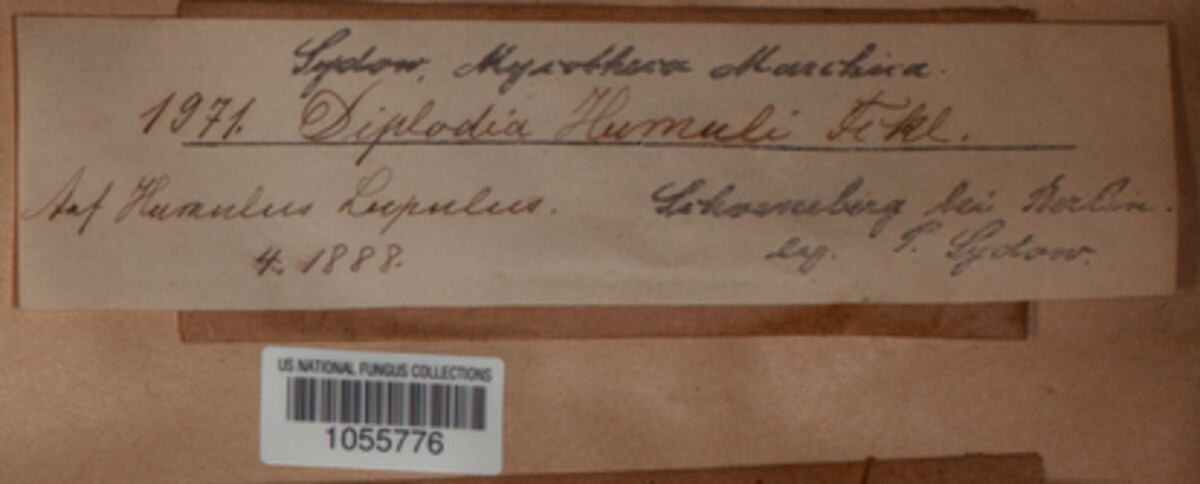 Sydow, Mycotheca Marchica.
1971. Diplodia Humuli Fckl.
Auf Humulus Lupulus. Schoeneberg bei Berlin.
4. 1888. leg. P. Sydow.
US NATIONAL FUNGUS COLLECTIONS
1055776